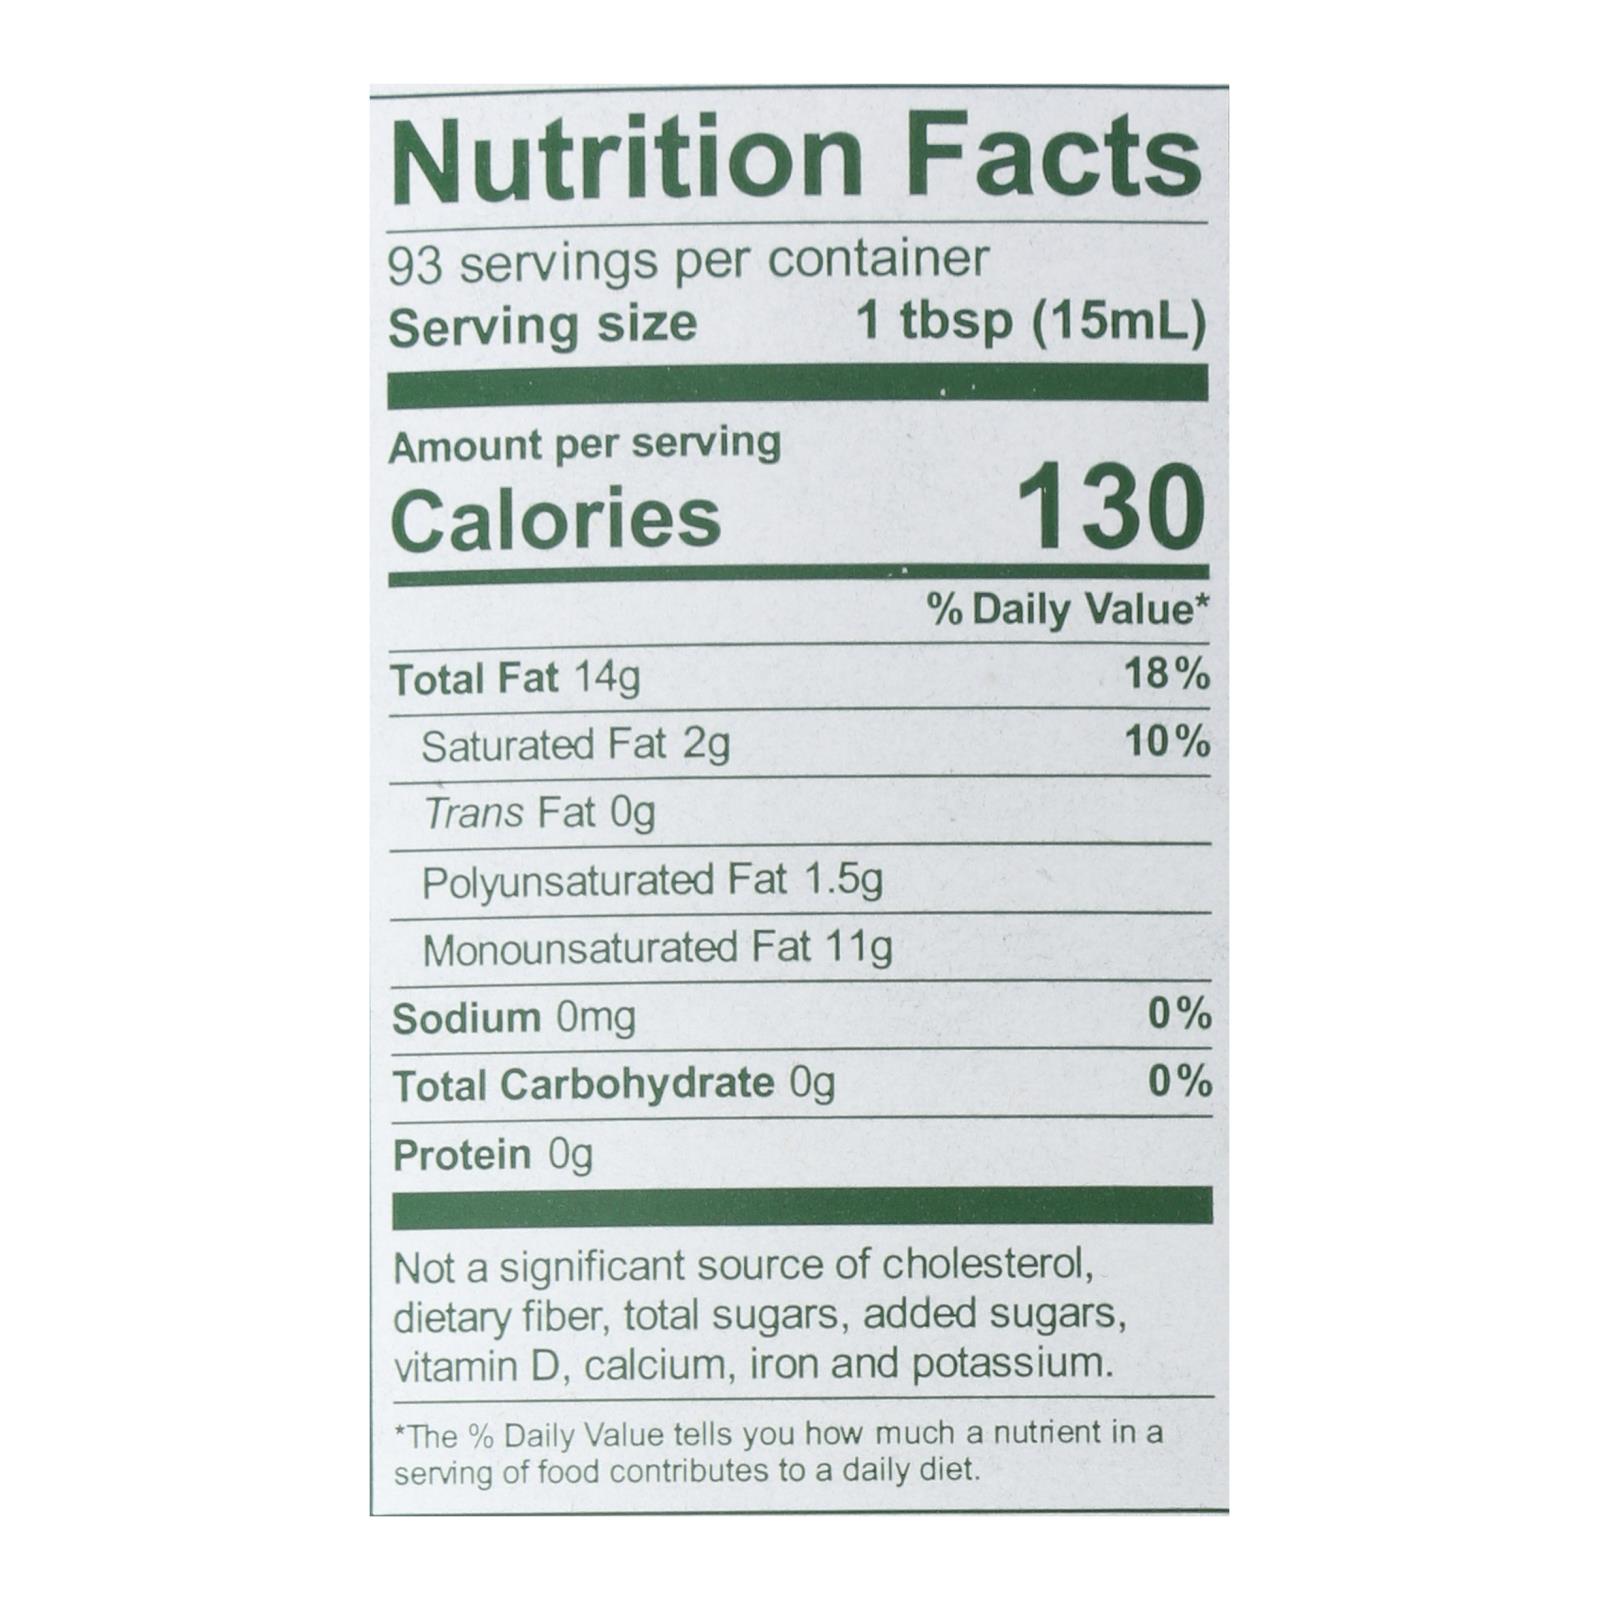 Nutrition Facts
93 servings per container
Serving size 1 tbsp (15mL)
Amount per serving
Calories 130
% Daily Value*
Total Fat 14g 18%
Saturated Fat 2g 10%
Trans Fat 0g
Polyunsaturated Fat 1.5g
Monounsaturated Fat 11g
Sodium 0mg 0%
Total Carbohydrate 0g 0%
Protein 0g
Not a significant source of cholesterol,
dietary fiber, total sugars, added sugars,
vitamin D, calcium, iron and potassium.
*The % Daily Value tells you how much a nutrient in a
serving of food contributes to a daily diet.